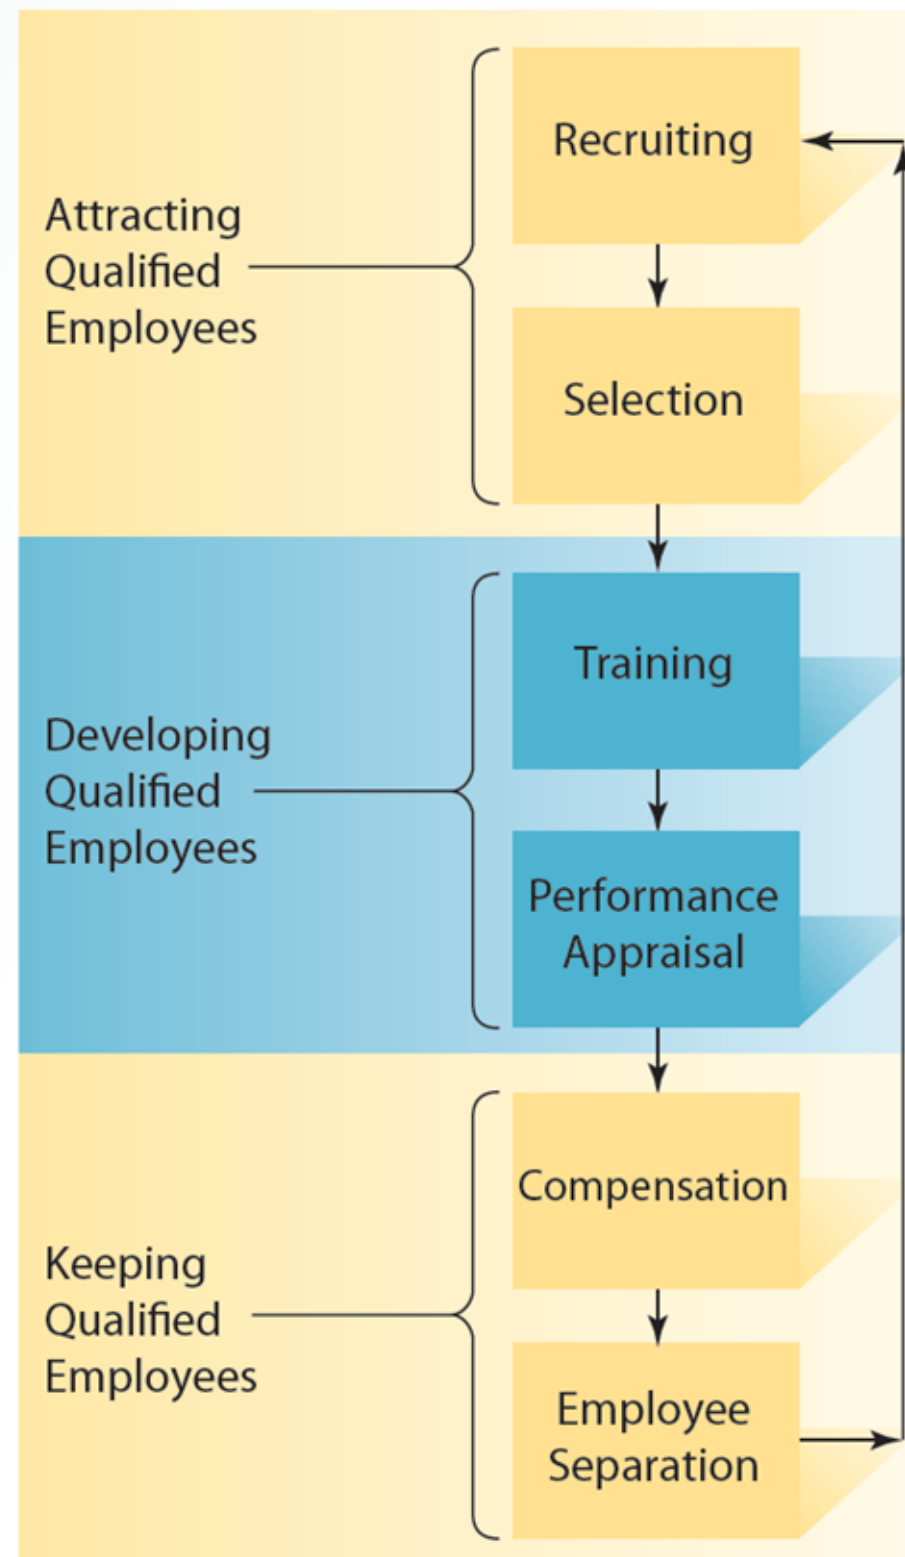 Attracting
Qualified
Employees
Recruiting
Selection
Developing
Qualified
Employees
Training
Performance
Appraisal
Keeping
Qualified
Employees
Compensation
Employee
Separation